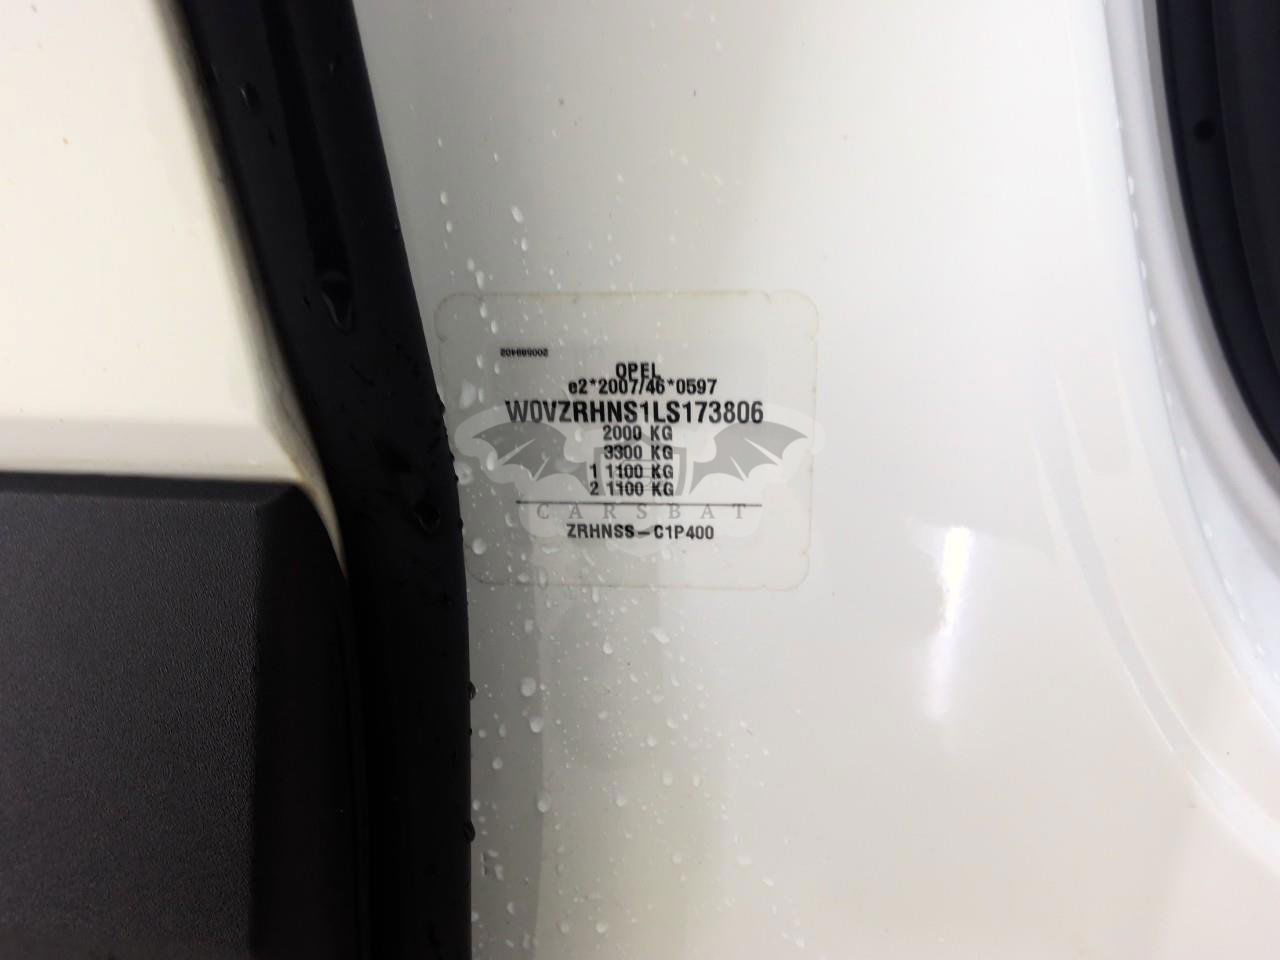 200589402
OPEL
e2*2007/46*0597
W0VZRHNS1LS173806
2000 KG
3300 KG
1 1100 KG
2 1100 KG
CARSBAT
ZRHNSS-C1P400